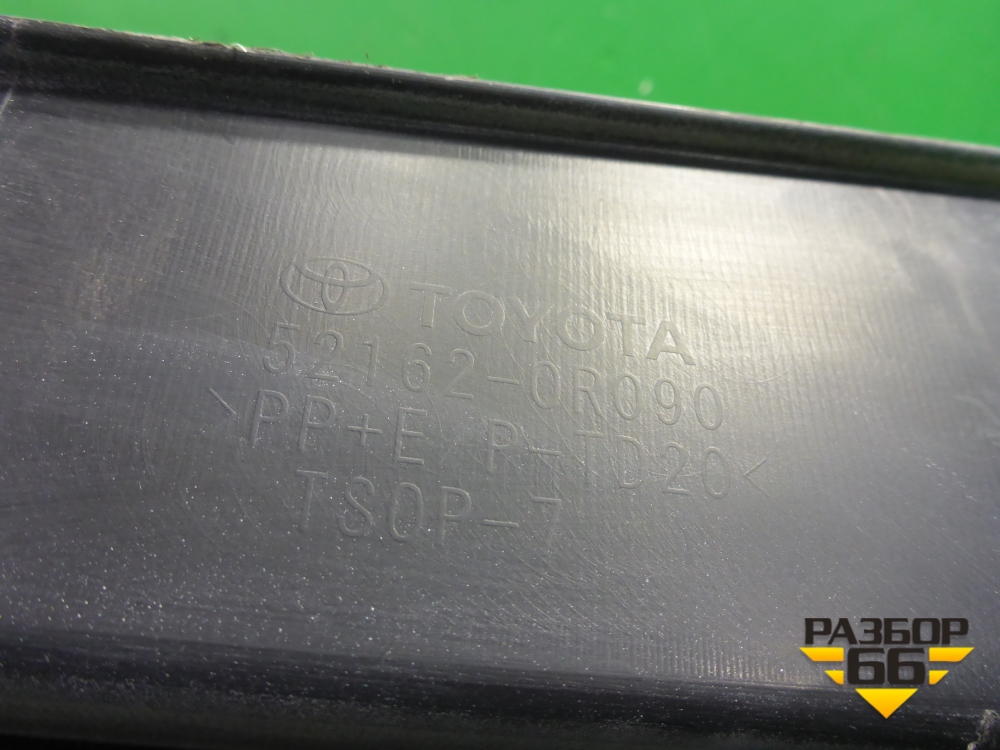 TOYOTA
52162-0R090
>PP+E P-TD20<
TSOP-7
РАЗБОР
66